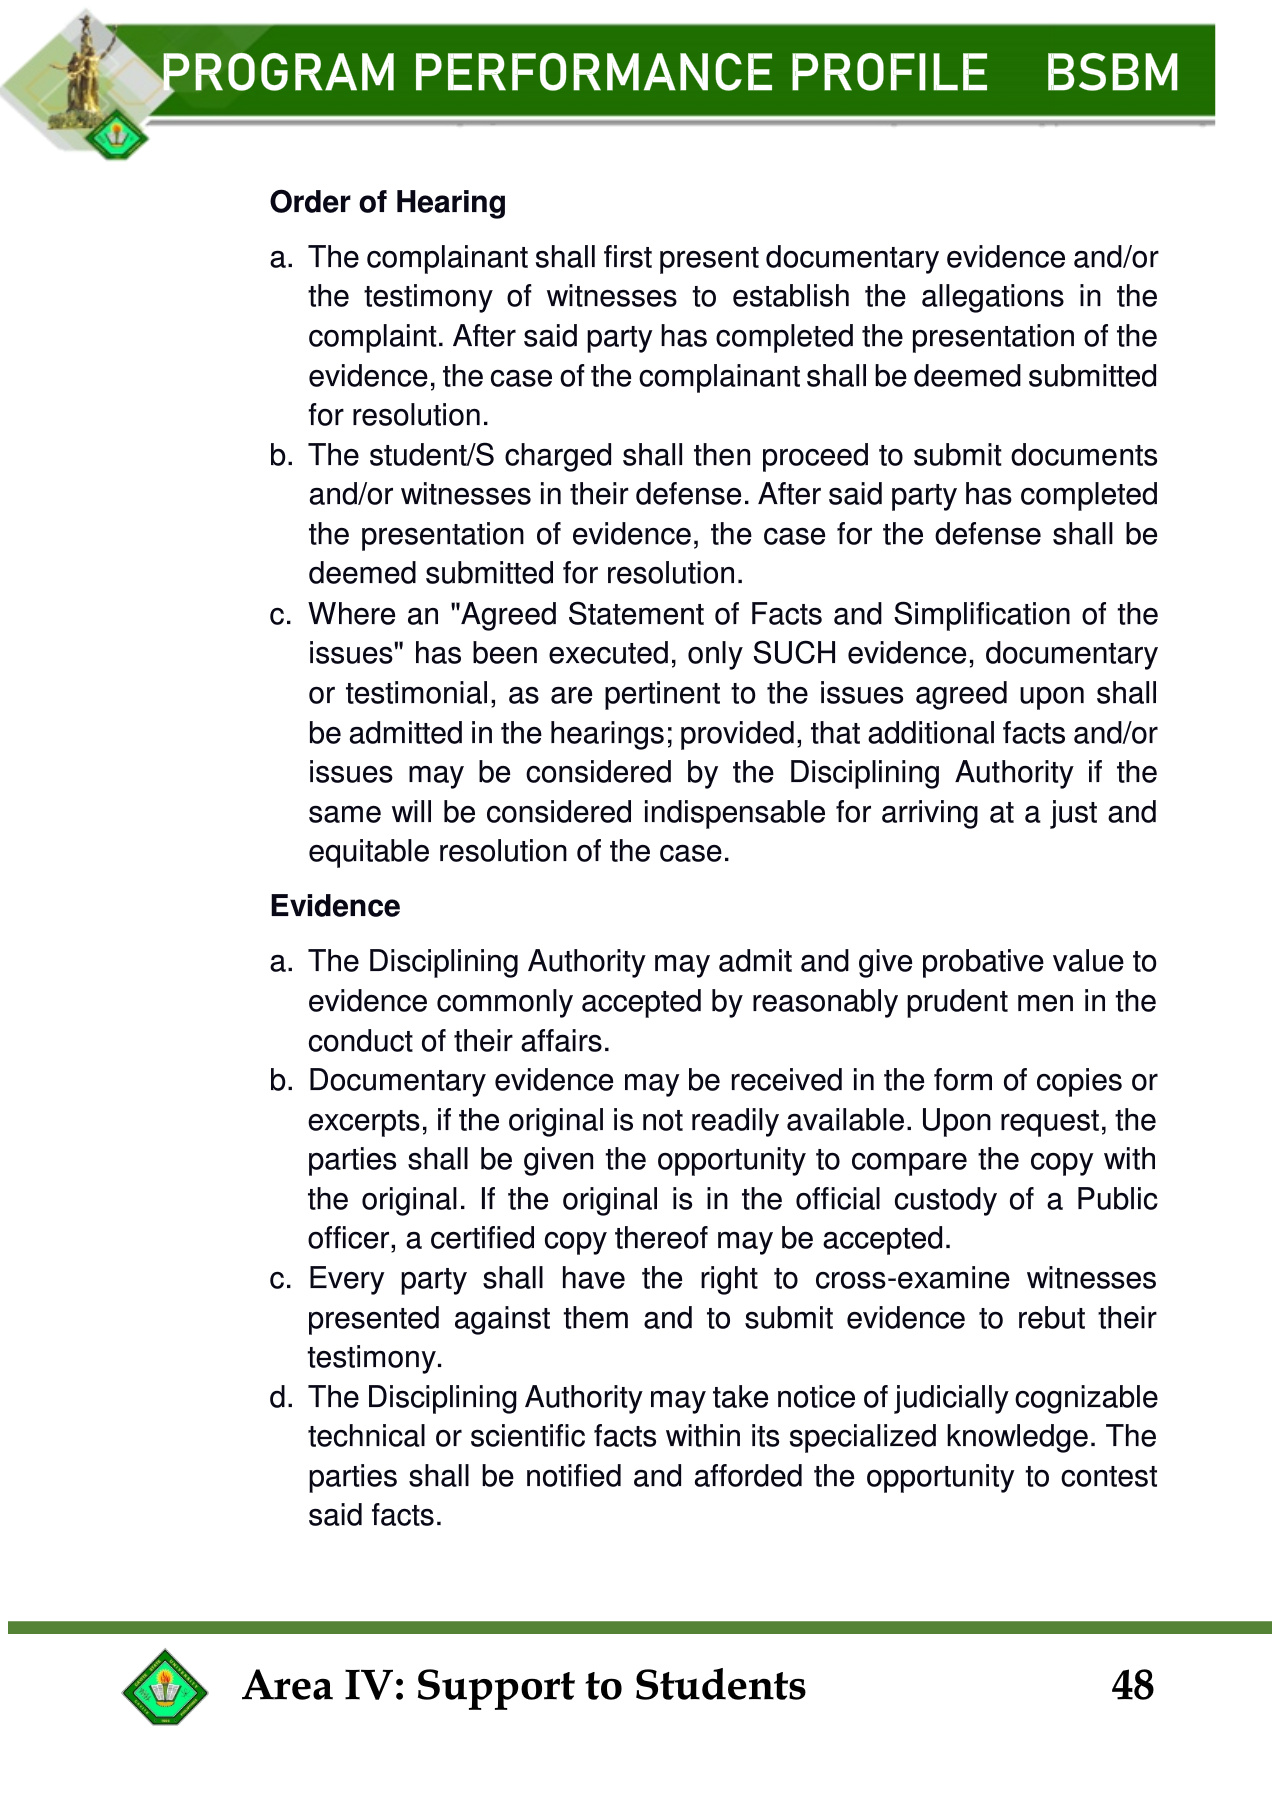 PROGRAM PERFORMANCE PROFILE BSBM
Order of Hearing
a. The complainant shall first present documentary evidence and/or
the testimony of witnesses to establish the allegations in the
complaint. After said party has completed the presentation of the
evidence, the case of the complainant shall be deemed submitted
for resolution.
b. The student/S charged shall then proceed to submit documents
and/or witnesses in their defense. After said party has completed
the presentation of evidence, the case for the defense shall be
deemed submitted for resolution.
c. Where an "Agreed Statement of Facts and Simplification of the
issues" has been executed, only SUCH evidence, documentary
or testimonial, as are pertinent to the issues agreed upon shall
be admitted in the hearings; provided, that additional facts and/or
issues may be considered by the Disciplining Authority if the
same will be considered indispensable for arriving at a just and
equitable resolution of the case.
Evidence
a. The Disciplining Authority may admit and give probative value to
evidence commonly accepted by reasonably prudent men in the
conduct of their affairs.
b. Documentary evidence may be received in the form of copies or
excerpts, if the original is not readily available. Upon request, the
parties shall be given the opportunity to compare the copy with
the original. If the original is in the official custody of a Public
officer, a certified copy thereof may be accepted.
c. Every party shall have the right to cross-examine witnesses
presented against them and to submit evidence to rebut their
testimony.
d. The Disciplining Authority may take notice of judicially cognizable
technical or scientific facts within its specialized knowledge. The
parties shall be notified and afforded the opportunity to contest
said facts.
Area IV: Support to Students 48